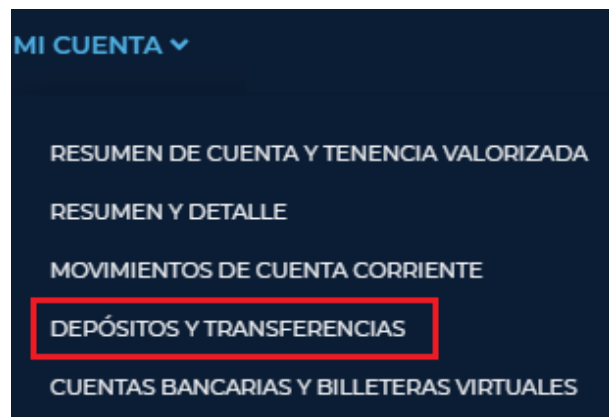 MI CUENTA
RESUMEN DE CUENTA Y TENENCIA VALORIZADA
RESUMEN Y DETALLE
MOVIMIENTOS DE CUENTA CORRIENTE
DEPÓSITOS Y TRANSFERENCIAS
CUENTAS BANCARIAS Y BILLETERAS VIRTUALES